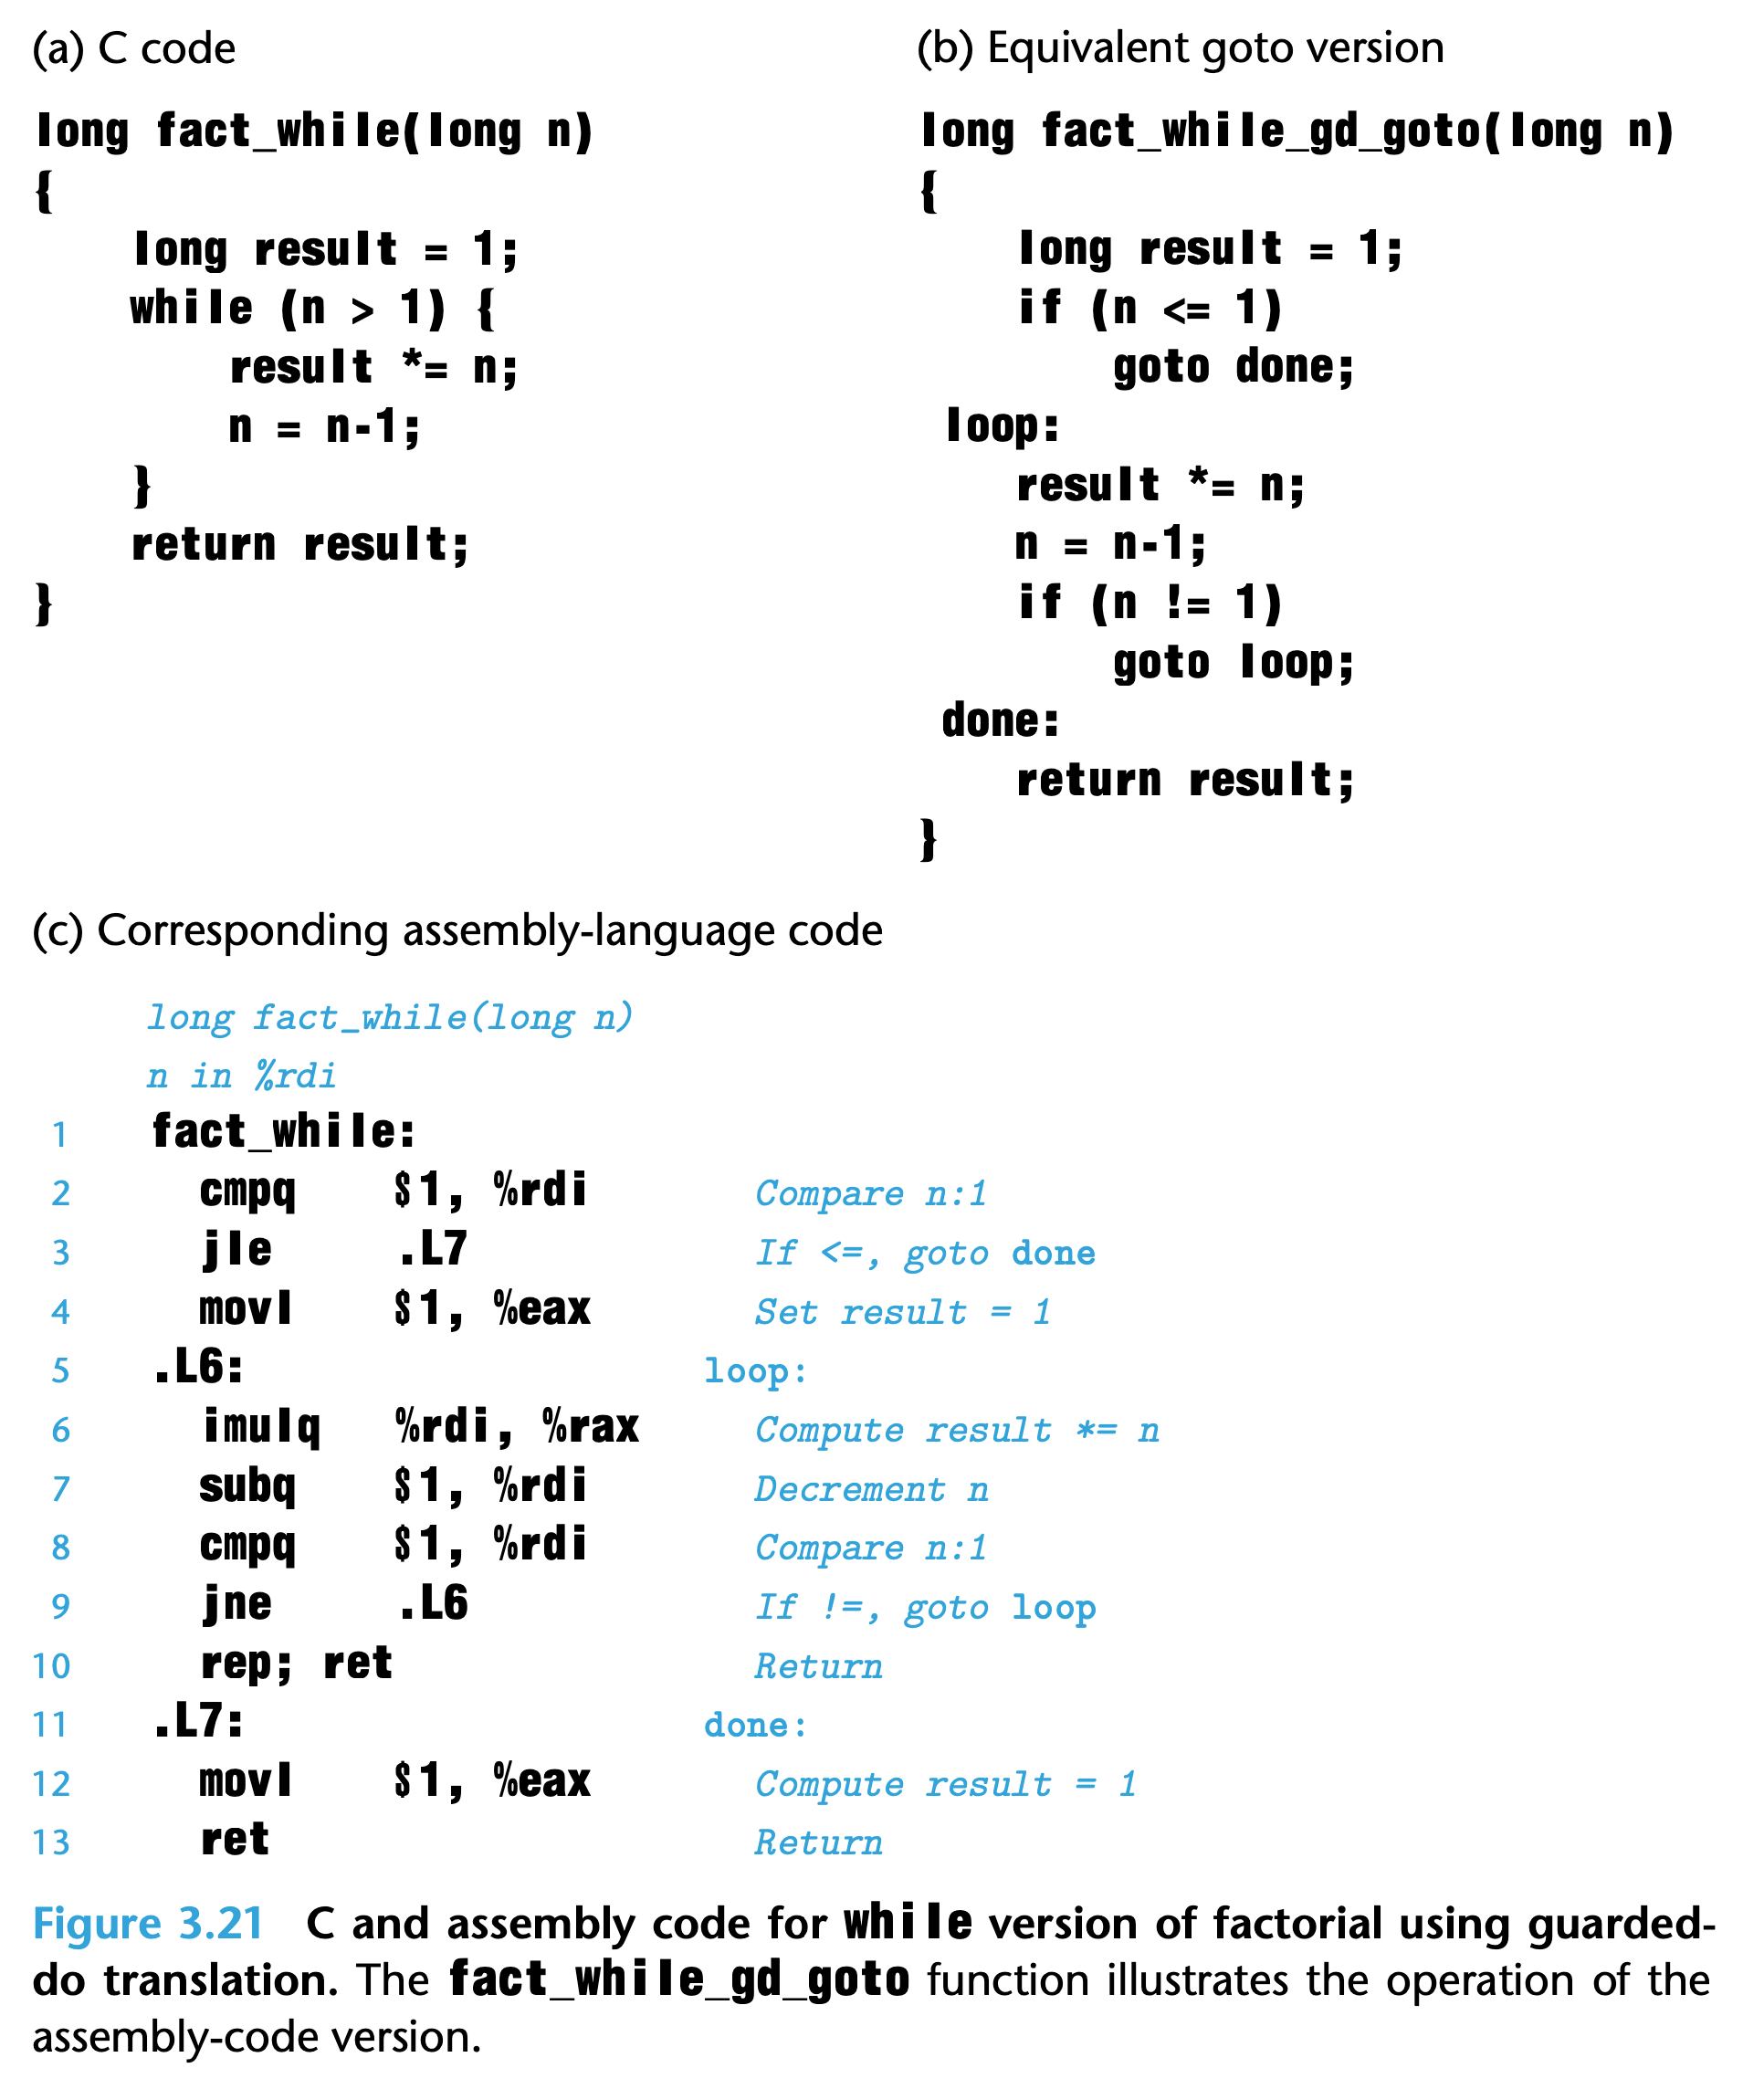 (a) C code
long fact_while(long n)
{
    long result = 1;
    while (n > 1) {
        result *= n;
        n = n-1;
    }
    return result;
}
(b) Equivalent goto version
long fact_while_gd_goto(long n)
{
    long result = 1;
    if (n <= 1)
        goto done;
 loop:
    result *= n;
    n = n-1;
    if (n != 1)
        goto loop;
 done:
    return result;
}
(c) Corresponding assembly-language code
long fact_while(long n)
n in %rdi
1 fact_while:
2 cmpq $1, %rdi Compare n:1
3 jle .L7 If <=, goto done
4 movl $1, %eax Set result = 1
5 .L6: loop:
6 imulq %rdi, %rax Compute result *= n
7 subq $1, %rdi Decrement n
8 cmpq $1, %rdi Compare n:1
9 jne .L6 If !=, goto loop
10 rep; ret Return
11 .L7: done:
12 movl $1, %eax Compute result = 1
13 ret Return
Figure 3.21 C and assembly code for while version of factorial using guarded-
do translation. The fact_while_gd_goto function illustrates the operation of the
assembly-code version.